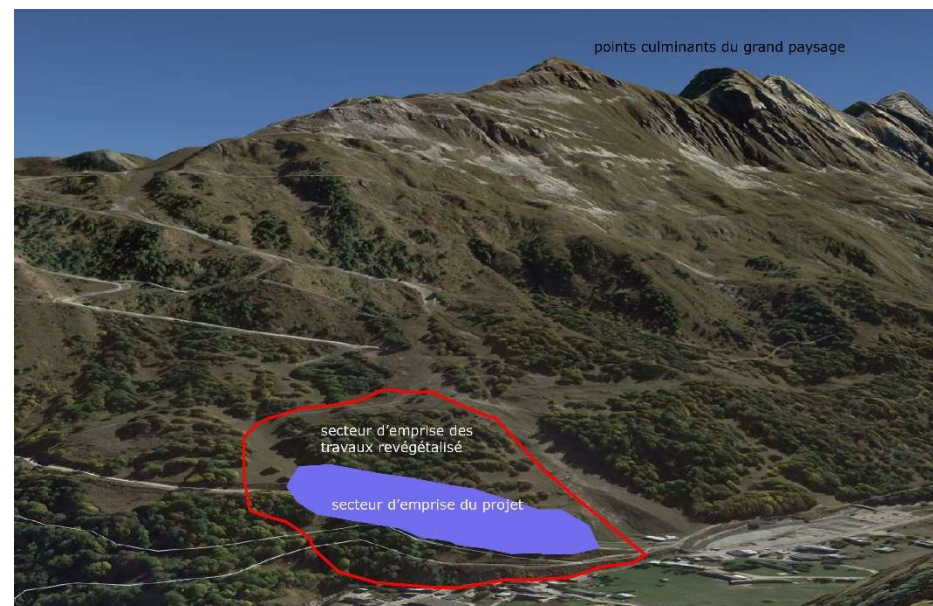 points culminants du grand paysage
secteur d'emprise des
travaux revégétalisé
secteur d'emprise du projet